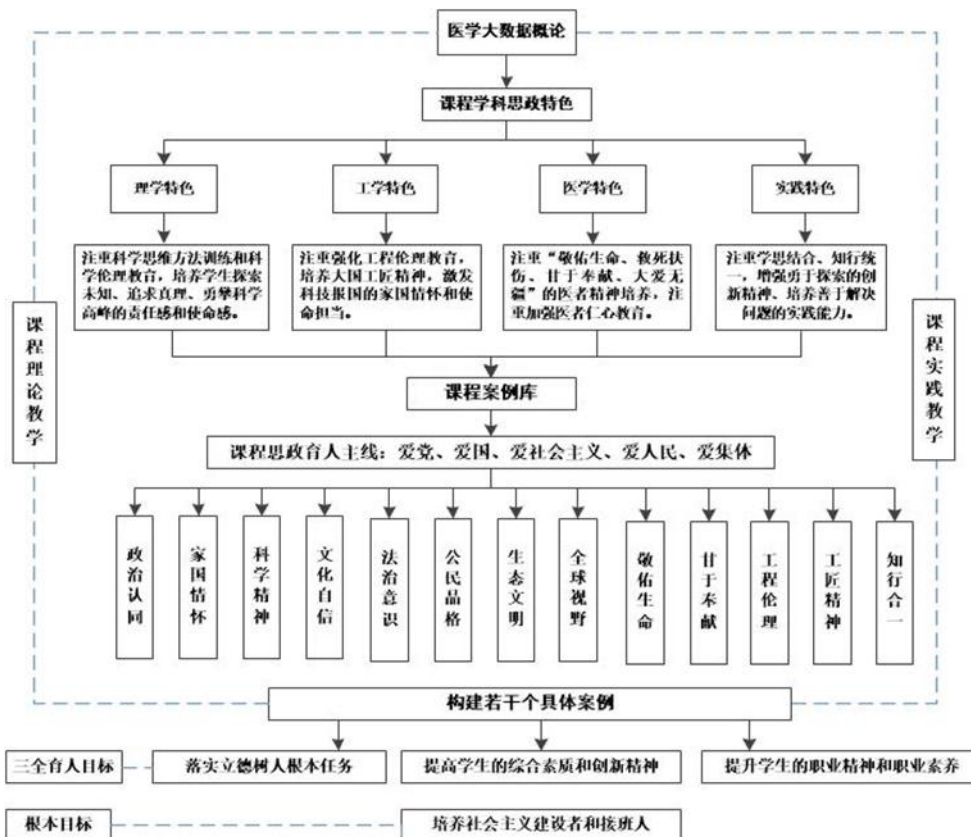 医学大数据概论
课程学科思政特色
理学特色
工学特色
医学特色
实践特色
注重科学思维方法训练和科
学伦理教育，培养学生探索
未知、追求真理、勇攀科学
高峰的责任感和使命感。
注重强化工程伦理教育，
培养大国工匠精神，激发
科技报国的家国情怀和使
命担当。
注重“敬佑生命、救死扶
伤、甘于奉献、大爱无
疆”的医者精神培养，注
重加强医者仁心教育。
注重学思结合、知行统
一，增强勇于探索的创
新精神、培养善于解决
问题的实践能力。
课程理论教学
课程实践教学
课程案例库
课程思政育人主线：爱党、爱国、爱社会主义、爱人民、爱集体
政治认同
家国情怀
科学精神
文化自信
法治意识
公民品格
生态文明
全球视野
敬佑生命
甘于奉献
工程伦理
工匠精神
知行合一
构建若干个具体案例
三全育人目标
落实立德树人根本任务
提高学生的综合素质和创新精神
提升学生的职业精神和职业素养
根本目标
培养社会主义建设者和接班人